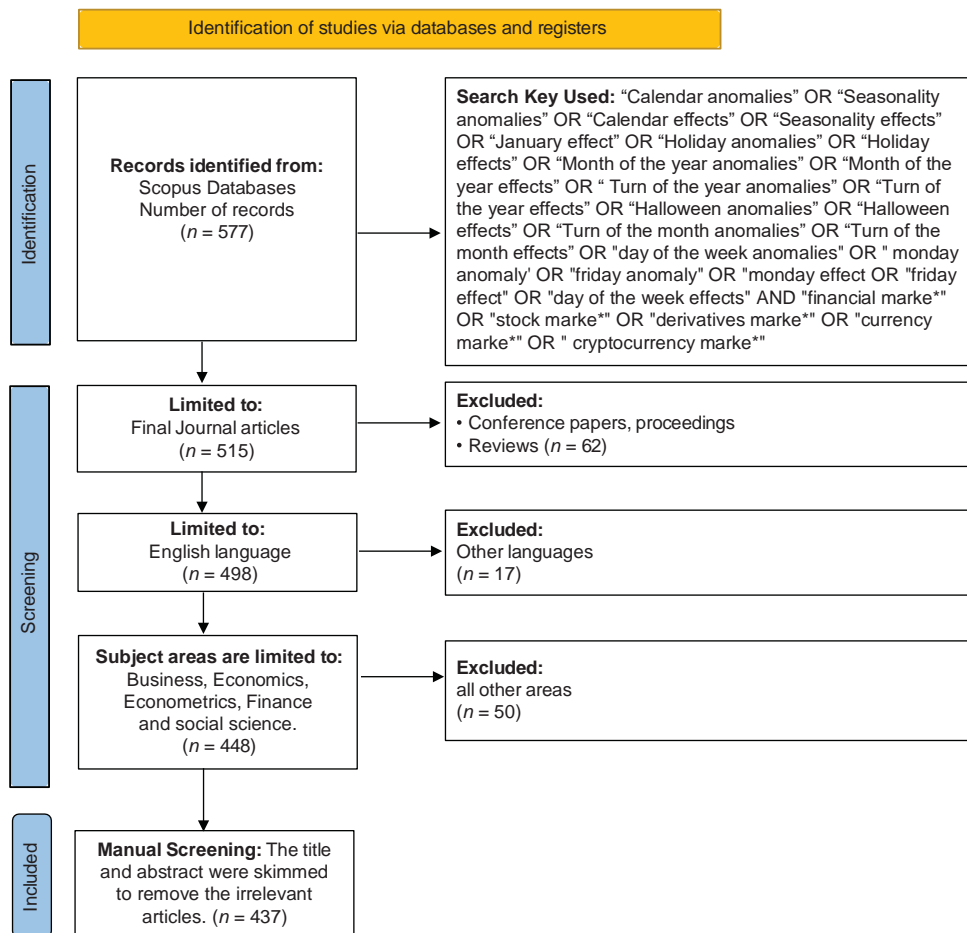 Identification of studies via databases and registers
Identification
Records identified from:
Scopus Databases
Number of records
(n = 577)
Search Key Used: “Calendar anomalies” OR “Seasonality
anomalies” OR “Calendar effects” OR “Seasonality effects”
OR “January effect” OR “Holiday anomalies” OR “Holiday
effects” OR “Month of the year anomalies” OR “Month of the
year effects” OR “ Turn of the year anomalies” OR “Turn of
the year effects” OR “Halloween anomalies” OR “Halloween
effects” OR “Turn of the month anomalies” OR “Turn of
the month effects” OR "day of the week anomalies" OR " monday
anomaly' OR "friday anomaly" OR "monday effect OR "friday
effect" OR "day of the week effects" AND "financial marke*"
OR "stock marke*" OR "derivatives marke*" OR "currency
marke*" OR " cryptocurrency marke*"
Screening
Limited to:
Final Journal articles
(n = 515)
Excluded:
• Conference papers, proceedings
• Reviews (n = 62)
Limited to:
English language
(n = 498)
Excluded:
Other languages
(n = 17)
Subject areas are limited to:
Business, Economics,
Econometrics, Finance
and social science.
(n = 448)
Excluded:
all other areas
(n = 50)
Included
Manual Screening: The title
and abstract were skimmed
to remove the irrelevant
articles. (n = 437)